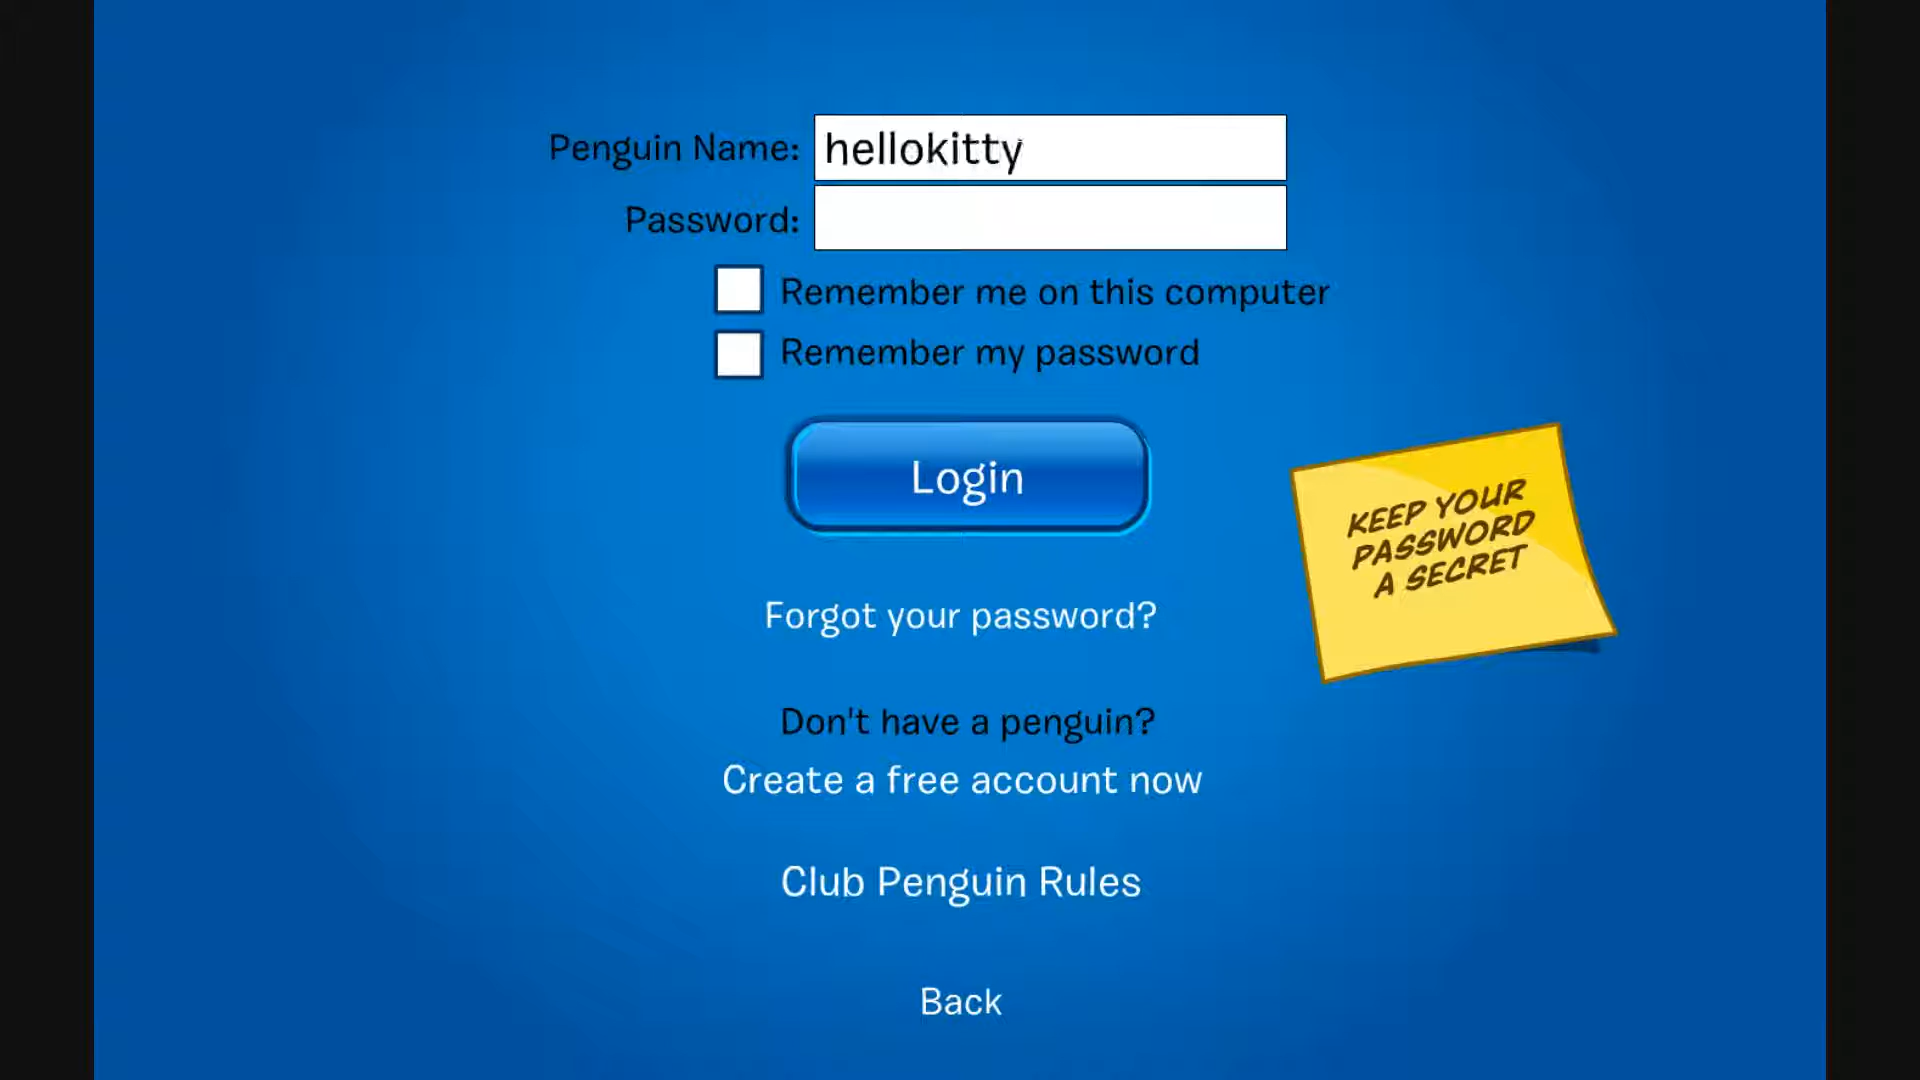 Penguin Name: hellokitty
Password:
Remember me on this computer
Remember my password
Login
KEEP YOUR
PASSWORD
A SECRET
Forgot your password?
Don't have a penguin?
Create a free account now
Club Penguin Rules
Back